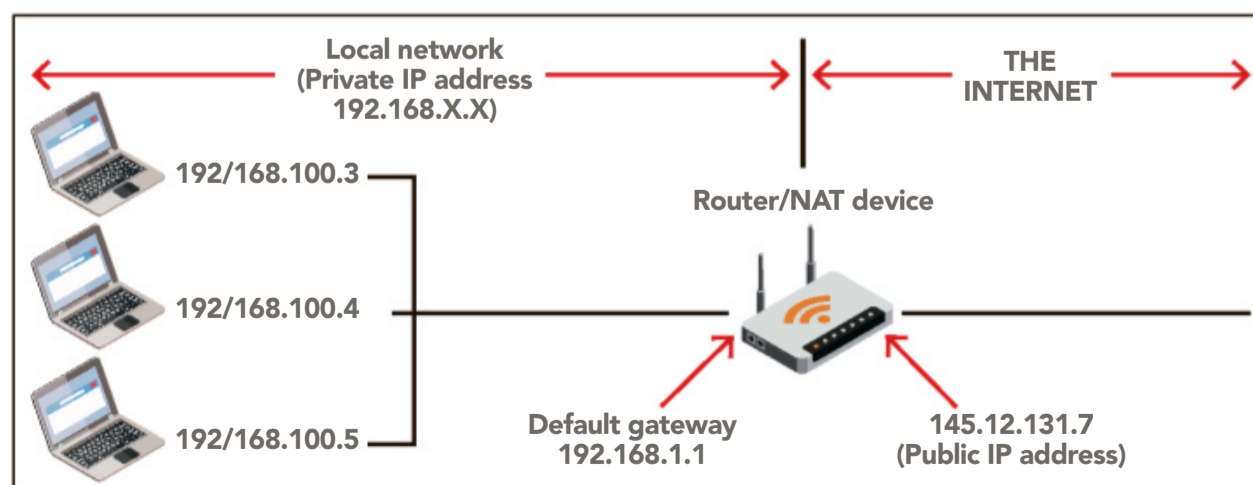 Local network
(Private IP address
192.168.X.X)
THE
INTERNET
192/168.100.3
Router/NAT device
192/168.100.4
192/168.100.5
Default gateway
192.168.1.1
145.12.131.7
(Public IP address)